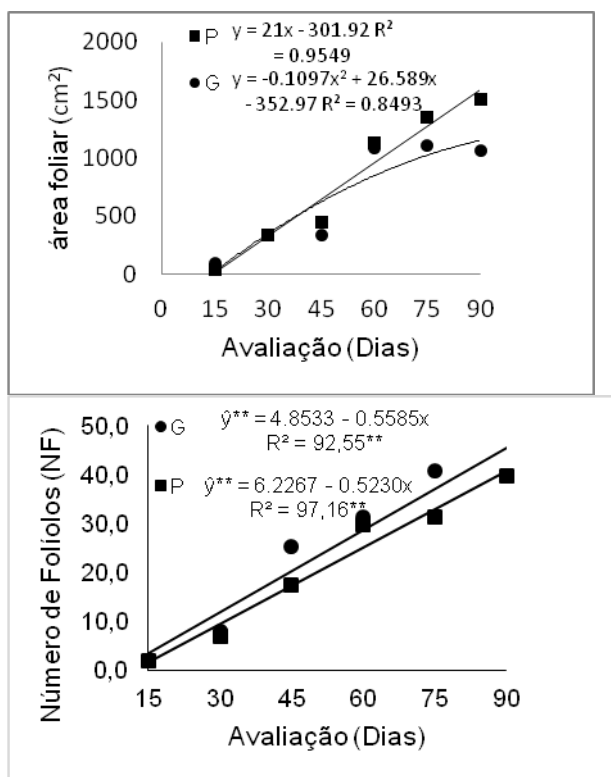 P y = 21x - 301.92 R²
= 0.9549
G y = -0.1097x² + 26.589x
- 352.97 R² = 0.8493
área foliar (cm²)
2000
1500
1000
500
0
0 15 30 45 60 75 90
Avaliação (Dias)
G ŷ** = 4.8533 - 0.5585x
R² = 92,55**
P ŷ** = 6.2267 - 0.5230x
R² = 97,16**
Número de Folíolos (NF)
50,0
40,0
30,0
20,0
10,0
0,0
15 30 45 60 75 90
Avaliação (Dias)